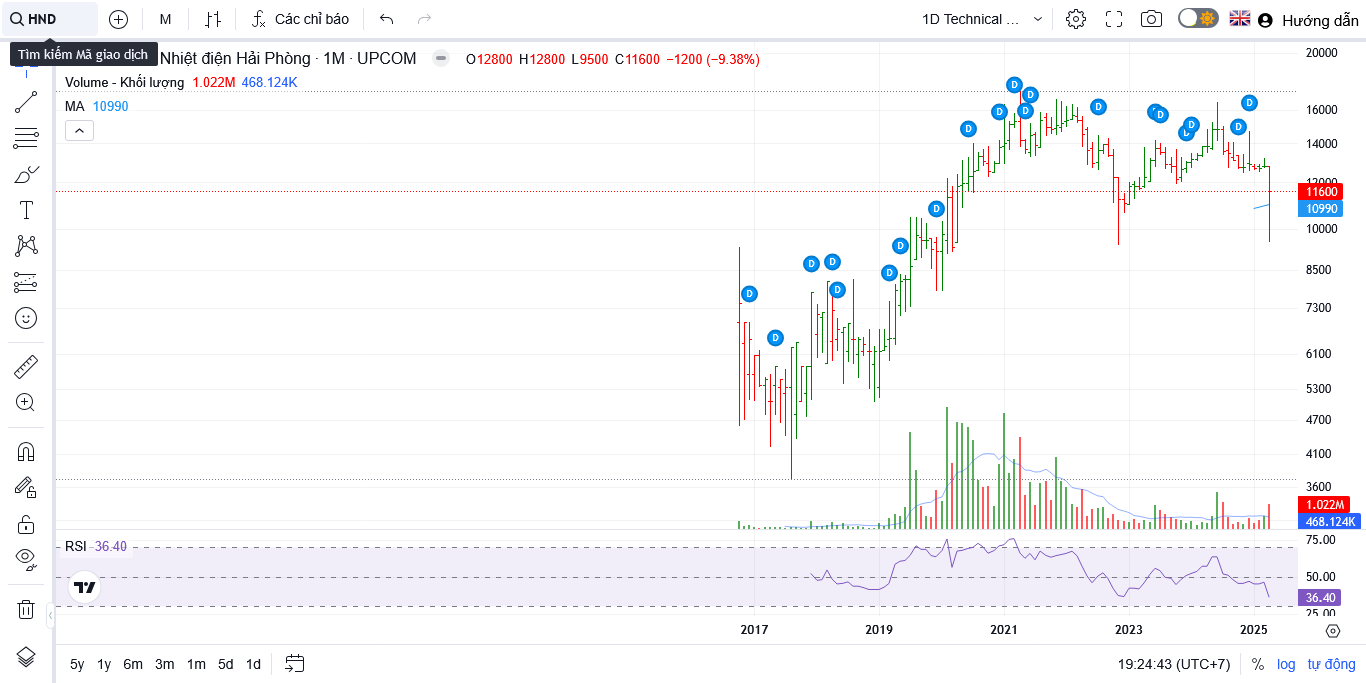 HND
M
Các chỉ báo
1D Technical ...
Hướng dẫn
Tìm kiếm Mã giao dịch
Nhiệt điện Hải Phòng · 1M · UPCOM
O12800 H12800 L9500 C11600 −1200 (−9.38%)
Volume - Khối lượng 1.022M 468.124K
MA 10990
20000
16000
14000
12000
11600
10990
10000
8500
7300
6100
5300
4700
4100
3600
1.022M
468.124K
D D D D D D D D D D D D D D D D D D D D
RSI 36.40
75.00
50.00
36.40
25.00
2017 2019 2021 2023 2025
5y 1y 6m 3m 1m 5d 1d
19:24:43 (UTC+7) % log tự động